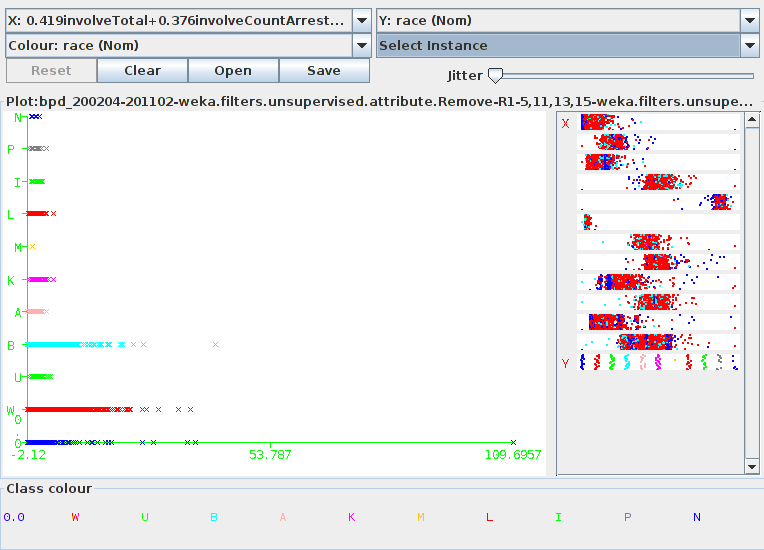 X: 0.419involveTotal+0.376involveCountArrest... Y: race (Nom)
Colour: race (Nom) Select Instance
Reset Clear Open Save Jitter
Plot:bpd_200204-201102-weka.filters.unsupervised.attribute.Remove-R1-5,11,13,15-weka.filters.unsupe...
N
P
I
L
M
K
A
B
U
W
0.0
-2.12 53.787 109.6957
X
Y
Class colour
0.0 W U B A K M L I P N